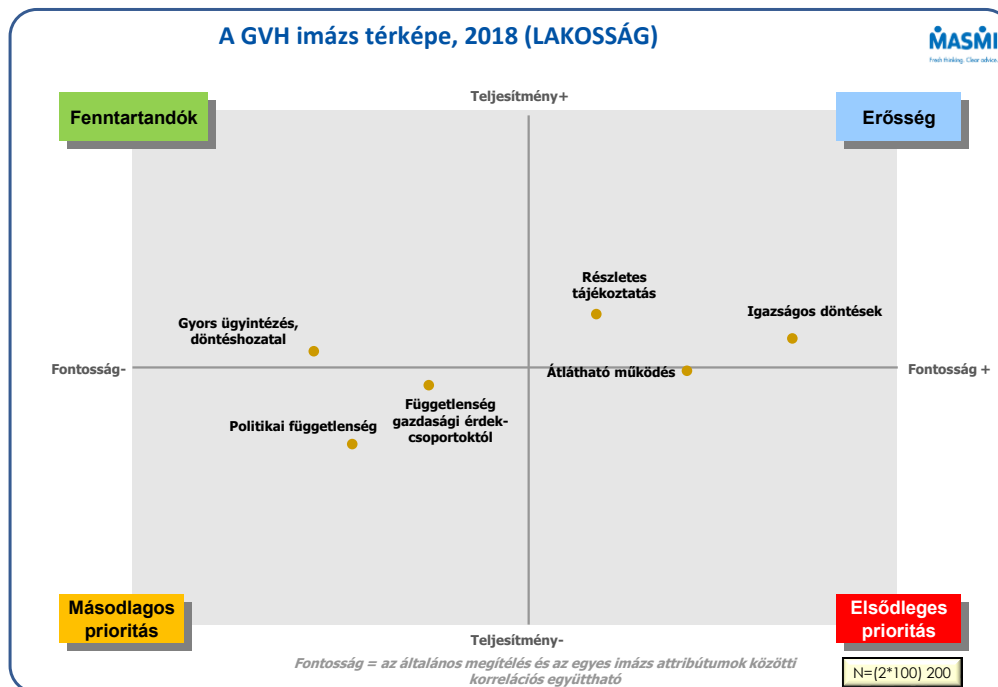 A GVH imázs térképe, 2018 (LAKOSSÁG)
MASMI
Fresh thinking. Clear advice.
Teljesítmény+
Fenntartandók
Erősség
Részletes
tájékoztatás
Igazságos döntések
Gyors ügyintézés,
döntéshozatal
Fontosság-
Átlátható működés
Fontosság +
Függetlenség
gazdasági érdek-
csoportoktól
Politikai függetlenség
Másodlagos
prioritás
Elsődleges
prioritás
Teljesítmény-
Fontosság = az általános megítélés és az egyes imázs attribútumok közötti
korrelációs együttható
N=(2*100) 200